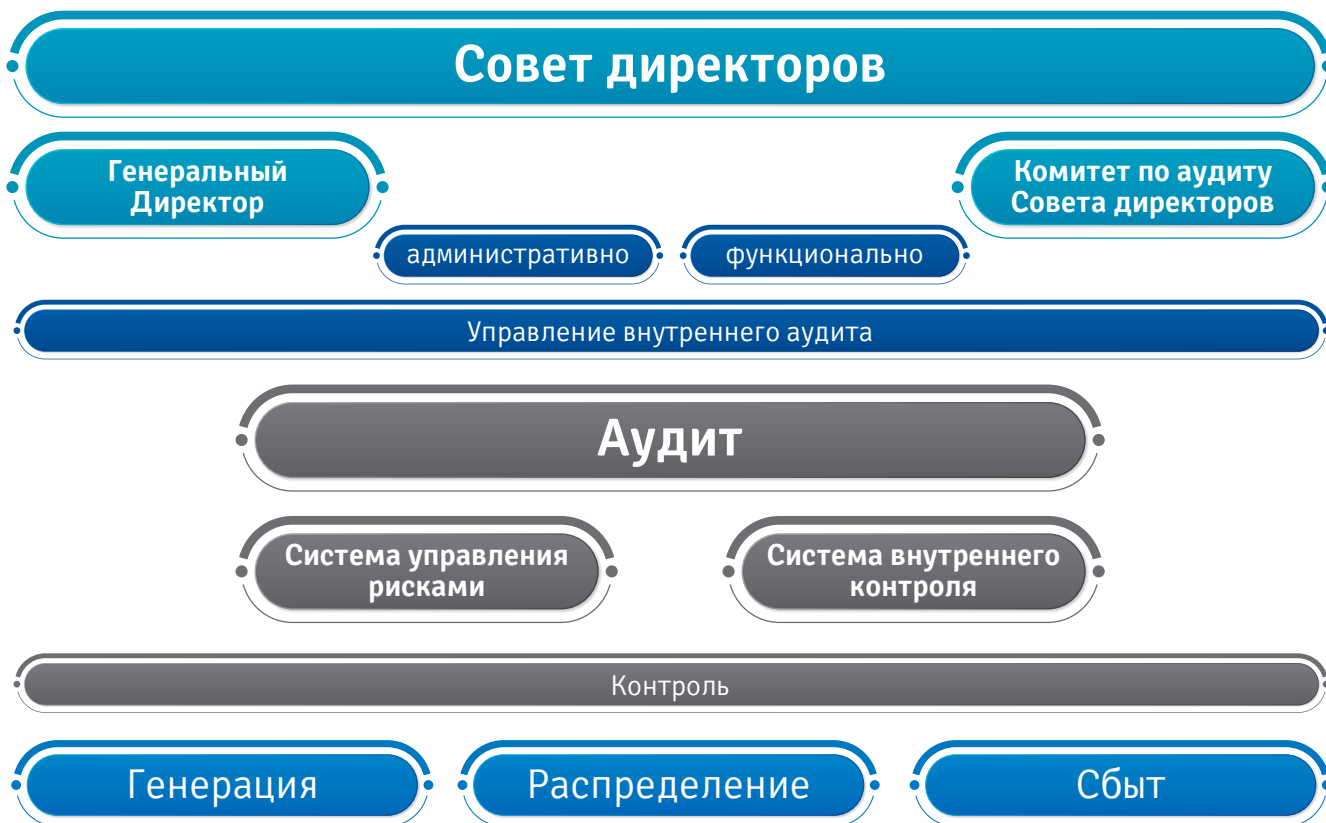 Совет директоров
Генеральный
Директор
Комитет по аудиту
Совета директоров
административно
функционально
Управление внутреннего аудита
Аудит
Система управления
рисками
Система внутреннего
контроля
Контроль
Генерация
Распределение
Сбыт